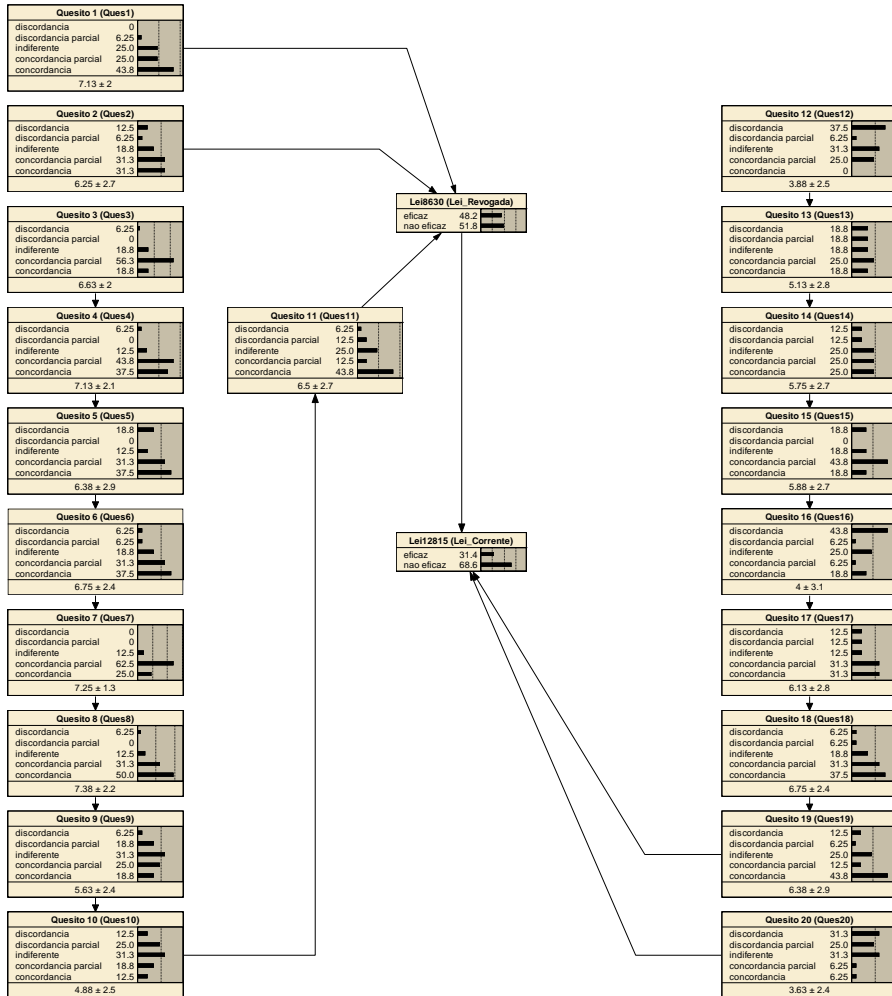 Quesito 1 (Ques1)
discordancia 0
discordancia parcial 6.25
indiferente 25.0
concordancia parcial 25.0
concordancia 43.8
7.13 ± 2
Quesito 2 (Ques2)
discordancia 12.5
discordancia parcial 6.25
indiferente 18.8
concordancia parcial 31.3
concordancia 31.3
6.25 ± 2.7
Quesito 3 (Ques3)
discordancia 6.25
discordancia parcial 0
indiferente 18.8
concordancia parcial 56.3
concordancia 18.8
6.63 ± 2
Quesito 4 (Ques4)
discordancia 6.25
discordancia parcial 0
indiferente 12.5
concordancia parcial 43.8
concordancia 37.5
7.13 ± 2.1
Quesito 5 (Ques5)
discordancia 18.8
discordancia parcial 0
indiferente 12.5
concordancia parcial 31.3
concordancia 37.5
6.38 ± 2.9
Quesito 6 (Ques6)
discordancia 6.25
discordancia parcial 6.25
indiferente 18.8
concordancia parcial 31.3
concordancia 37.5
6.75 ± 2.4
Quesito 7 (Ques7)
discordancia 0
discordancia parcial 0
indiferente 12.5
concordancia parcial 62.5
concordancia 25.0
7.25 ± 1.3
Quesito 8 (Ques8)
discordancia 6.25
discordancia parcial 0
indiferente 12.5
concordancia parcial 31.3
concordancia 50.0
7.38 ± 2.2
Quesito 9 (Ques9)
discordancia 6.25
discordancia parcial 18.8
indiferente 31.3
concordancia parcial 25.0
concordancia 18.8
5.63 ± 2.4
Quesito 10 (Ques10)
discordancia 12.5
discordancia parcial 25.0
indiferente 31.3
concordancia parcial 18.8
concordancia 12.5
4.88 ± 2.5
Quesito 11 (Ques11)
discordancia 6.25
discordancia parcial 12.5
indiferente 25.0
concordancia parcial 12.5
concordancia 43.8
6.5 ± 2.7
Lei8630 (Lei_Revogada)
eficaz 48.2
nao eficaz 51.8
Lei12815 (Lei_Corrente)
eficaz 31.4
nao eficaz 68.6
Quesito 12 (Ques12)
discordancia 37.5
discordancia parcial 6.25
indiferente 31.3
concordancia parcial 25.0
concordancia 0
3.88 ± 2.5
Quesito 13 (Ques13)
discordancia 18.8
discordancia parcial 18.8
indiferente 18.8
concordancia parcial 25.0
concordancia 18.8
5.13 ± 2.8
Quesito 14 (Ques14)
discordancia 12.5
discordancia parcial 12.5
indiferente 25.0
concordancia parcial 25.0
concordancia 25.0
5.75 ± 2.7
Quesito 15 (Ques15)
discordancia 18.8
discordancia parcial 0
indiferente 18.8
concordancia parcial 43.8
concordancia 18.8
5.88 ± 2.7
Quesito 16 (Ques16)
discordancia 43.8
discordancia parcial 6.25
indiferente 25.0
concordancia parcial 6.25
concordancia 18.8
4 ± 3.1
Quesito 17 (Ques17)
discordancia 12.5
discordancia parcial 12.5
indiferente 12.5
concordancia parcial 31.3
concordancia 31.3
6.13 ± 2.8
Quesito 18 (Ques18)
discordancia 6.25
discordancia parcial 6.25
indiferente 18.8
concordancia parcial 31.3
concordancia 37.5
6.75 ± 2.4
Quesito 19 (Ques19)
discordancia 12.5
discordancia parcial 6.25
indiferente 25.0
concordancia parcial 12.5
concordancia 43.8
6.38 ± 2.9
Quesito 20 (Ques20)
discordancia 31.3
discordancia parcial 25.0
indiferente 31.3
concordancia parcial 6.25
concordancia 6.25
3.63 ± 2.4